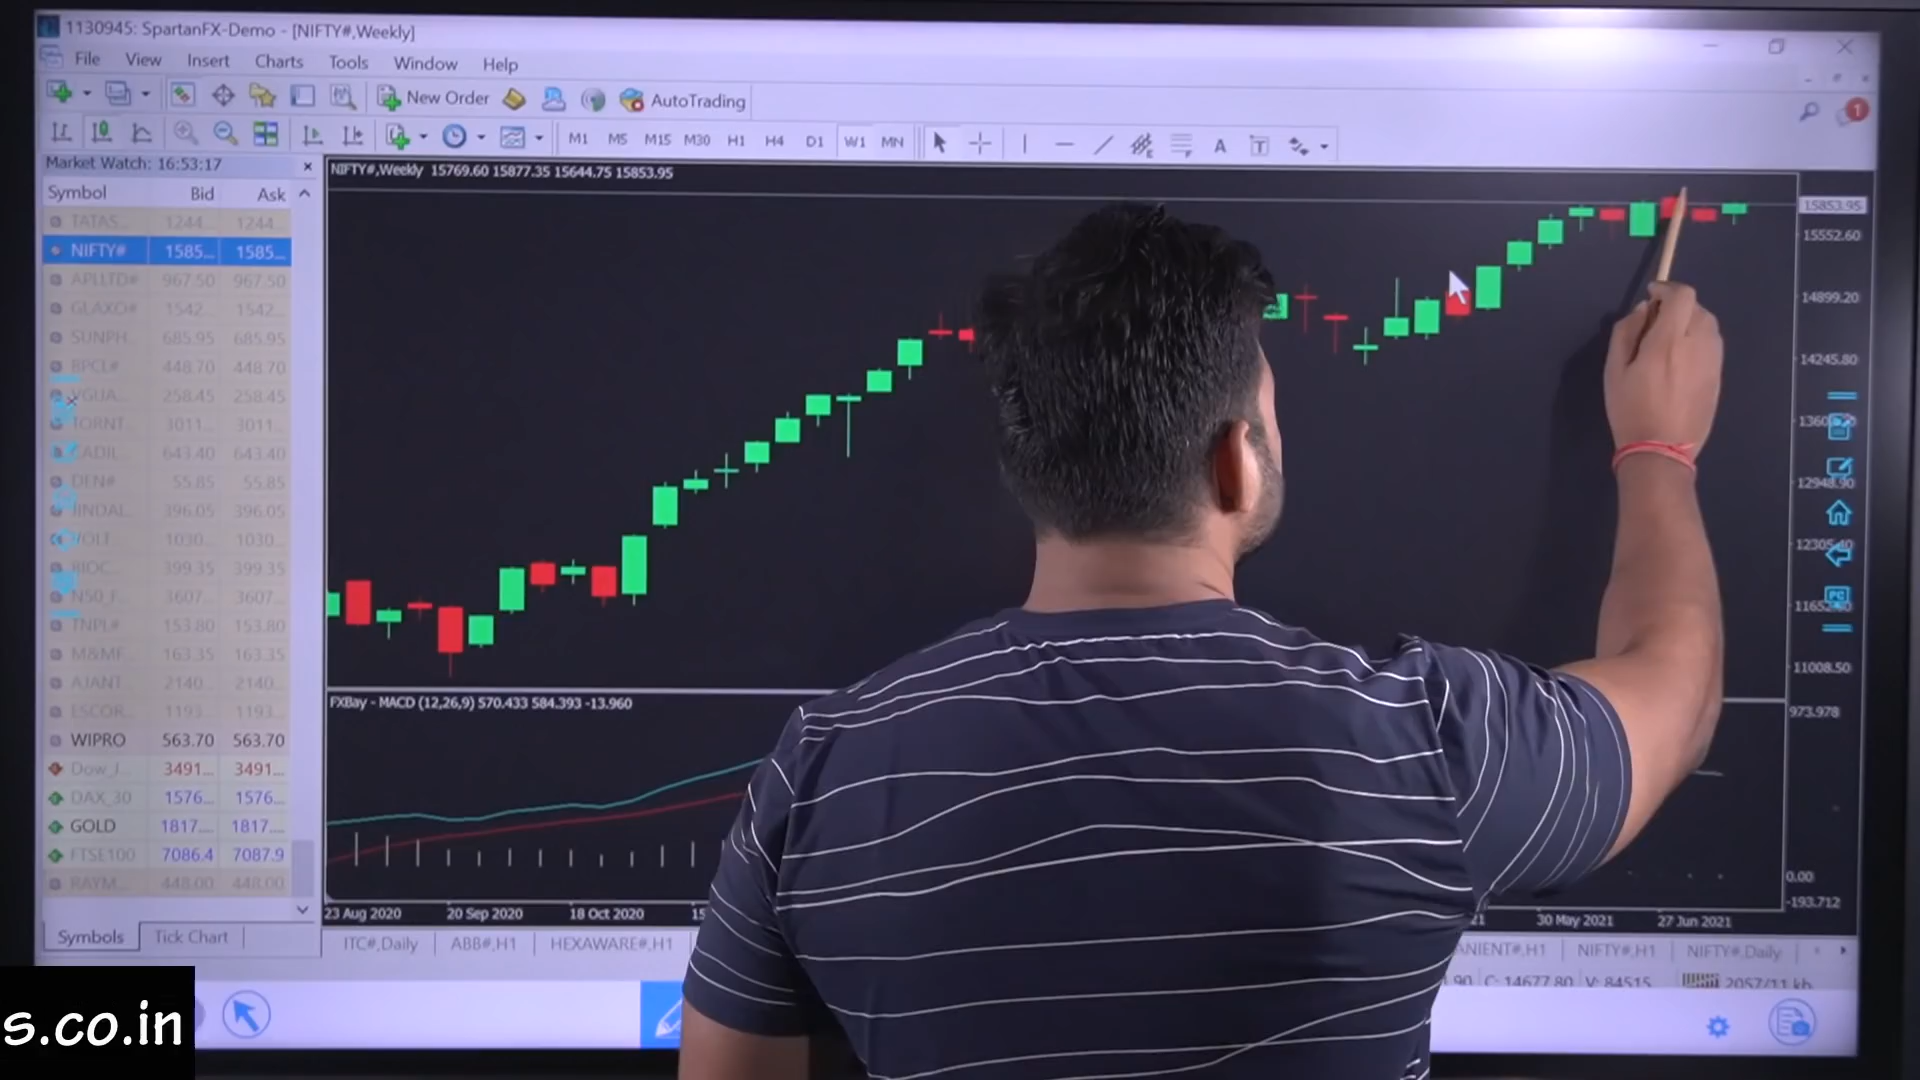 1130945: SpartanFX-Demo - [NIFTY#,Weekly]
File View Insert Charts Tools Window Help
New Order AutoTrading
1
M1 M5 M15 M30 H1 H4 D1 W1 MN
A T
Market Watch: 16:53:17
Symbol Bid Ask
TATAS... 1244... 1244...
NIFTY# 1585... 1585...
APLLTD# 967.50 967.50
GLAXO# 1542... 1542...
SUNPH... 685.95 685.95
BPCL# 448.70 448.70
VGUA... 258.45 258.45
TORNT... 3011... 3011...
CADIL... 643.40 643.40
DEN# 55.85 55.85
JINDAL... 396.05 396.05
VOLT... 1030... 1030...
399.35 399.35
N50_F... 3607... 3607...
TNPL# 153.80 153.80
M&MF... 163.35 163.35
AJANT... 2140... 2140...
ESCOR... 1193... 1193...
WIPRO 563.70 563.70
Dow_J... 3491... 3491...
DAX_30 1576... 1576...
GOLD 1817.... 1817....
FTSE100 7086.4 7087.9
RAYM... 448.00 448.00
Symbols Tick Chart
NIFTY#,Weekly 15769.60 15877.35 15644.75 15853.95
15853.95
15552.60
14899.20
14245.80
12948.90
12305.40
11008.50
FXBay - MACD (12,26,9) 570.433 584.393 -13.960
973.978
0.00
-193.712
23 Aug 2020 20 Sep 2020 18 Oct 2020 30 May 2021 27 Jun 2021
ITC#,Daily ABB#,H1 HEXAWARE#,H1 NIFTY#,H1 NIFTY#,Daily
C: 14677.80 V: 84515 2057/11 kb
PC
s.co.in